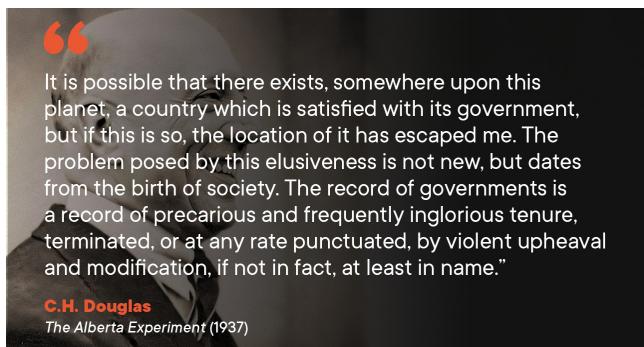 “
It is possible that there exists, somewhere upon this
planet, a country which is satisfied with its government,
but if this is so, the location of it has escaped me. The
problem posed by this elusiveness is not new, but dates
from the birth of society. The record of governments is
a record of precarious and frequently inglorious tenure,
terminated, or at any rate punctuated, by violent upheaval
and modification, if not in fact, at least in name.”
C.H. Douglas
The Alberta Experiment (1937)